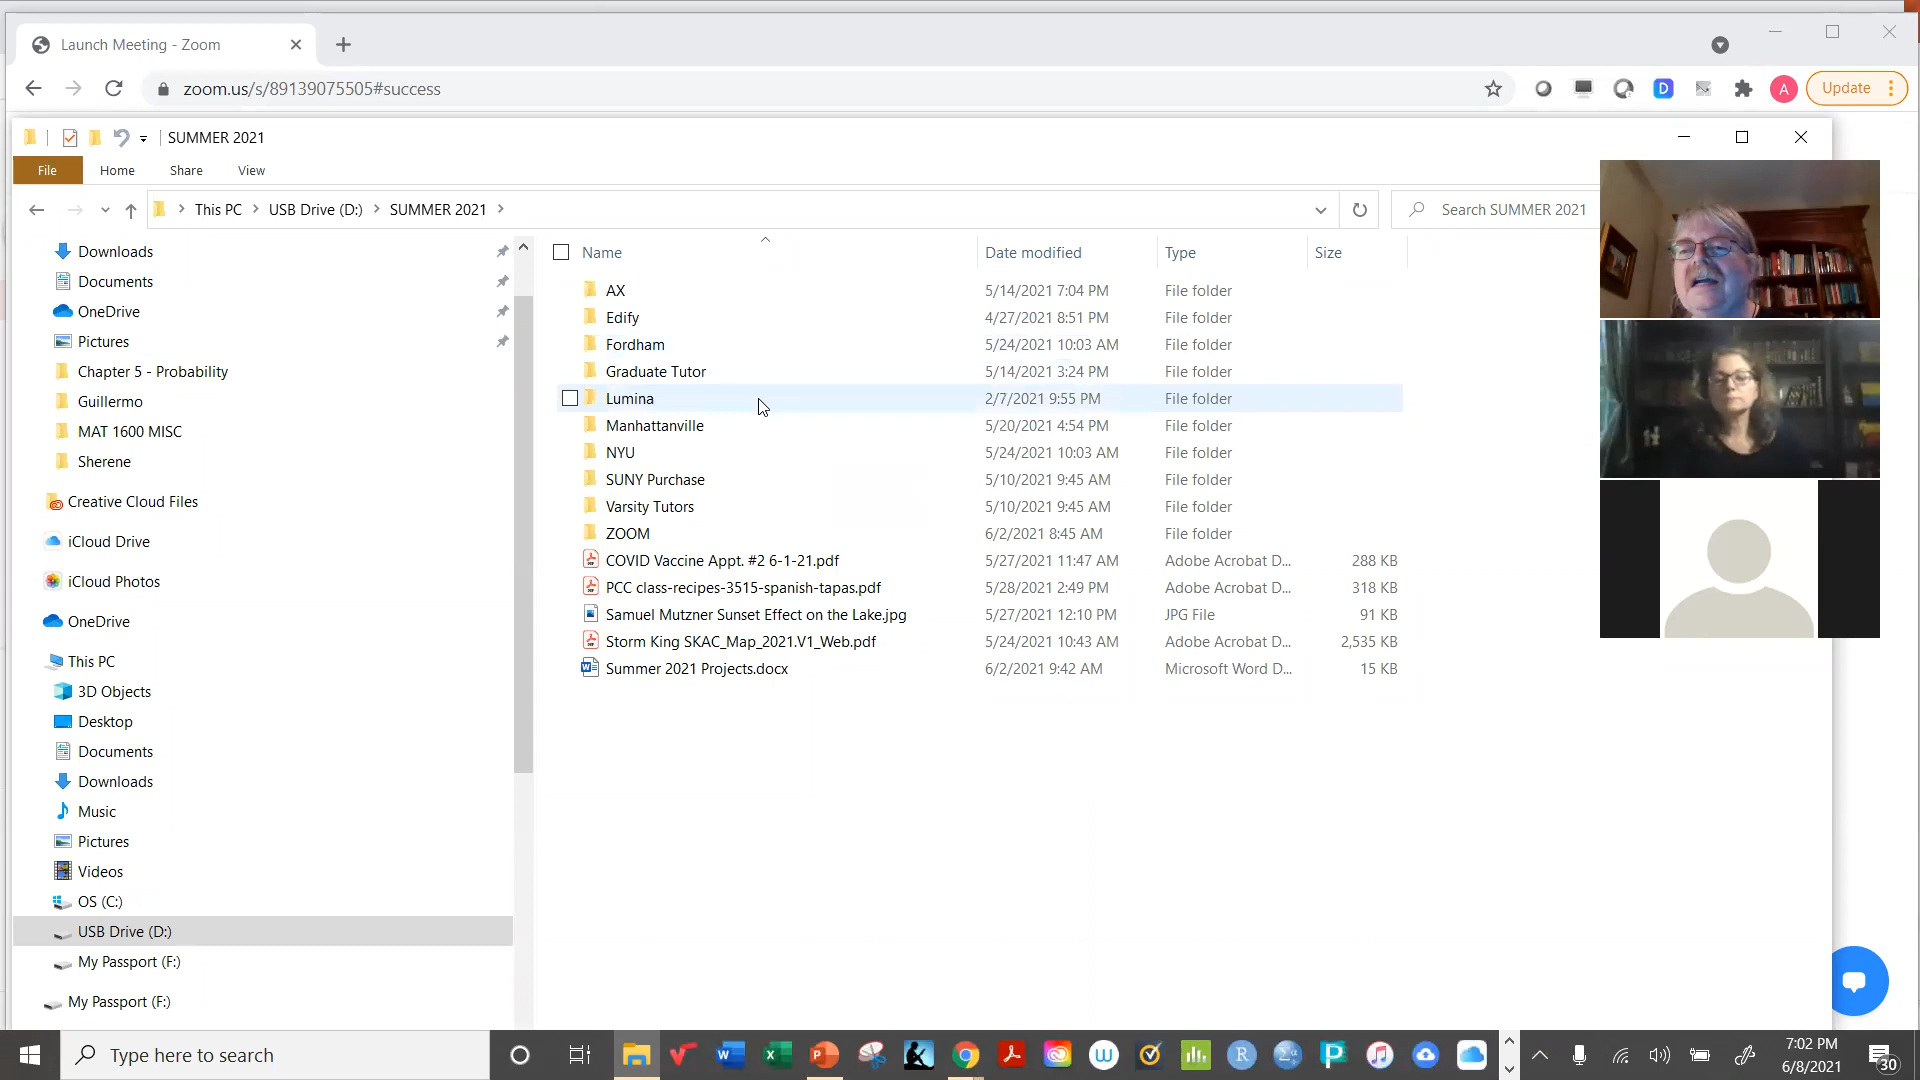 Launch Meeting - Zoom
zoom.us/s/89139075505#success
D
A
Update
SUMMER 2021
File Home Share View
This PC > USB Drive (D:) > SUMMER 2021 >
Search SUMMER 2021
Downloads
Documents
OneDrive
Pictures
Chapter 5 - Probability
Guillermo
MAT 1600 MISC
Sherene
Creative Cloud Files
iCloud Drive
iCloud Photos
OneDrive
This PC
3D Objects
Desktop
Documents
Downloads
Music
Pictures
Videos
OS (C:)
USB Drive (D:)
My Passport (F:)
My Passport (F:)
Name Date modified Type Size
AX 5/14/2021 7:04 PM File folder
Edify 4/27/2021 8:51 PM File folder
Fordham 5/24/2021 10:03 AM File folder
Graduate Tutor 5/14/2021 3:24 PM File folder
Lumina 2/7/2021 9:55 PM File folder
Manhattanville 5/20/2021 4:54 PM File folder
NYU 5/24/2021 10:03 AM File folder
SUNY Purchase 5/10/2021 9:45 AM File folder
Varsity Tutors 5/10/2021 9:45 AM File folder
ZOOM 6/2/2021 8:45 AM File folder
COVID Vaccine Appt. #2 6-1-21.pdf 5/27/2021 11:47 AM Adobe Acrobat D... 288 KB
PCC class-recipes-3515-spanish-tapas.pdf 5/28/2021 2:49 PM Adobe Acrobat D... 318 KB
Samuel Mutzner Sunset Effect on the Lake.jpg 5/27/2021 12:10 PM JPG File 91 KB
Storm King SKAC_Map_2021.V1_Web.pdf 5/24/2021 10:43 AM Adobe Acrobat D... 2,535 KB
Summer 2021 Projects.docx 6/2/2021 9:42 AM Microsoft Word D... 15 KB
Type here to search
7:02 PM
6/8/2021
30